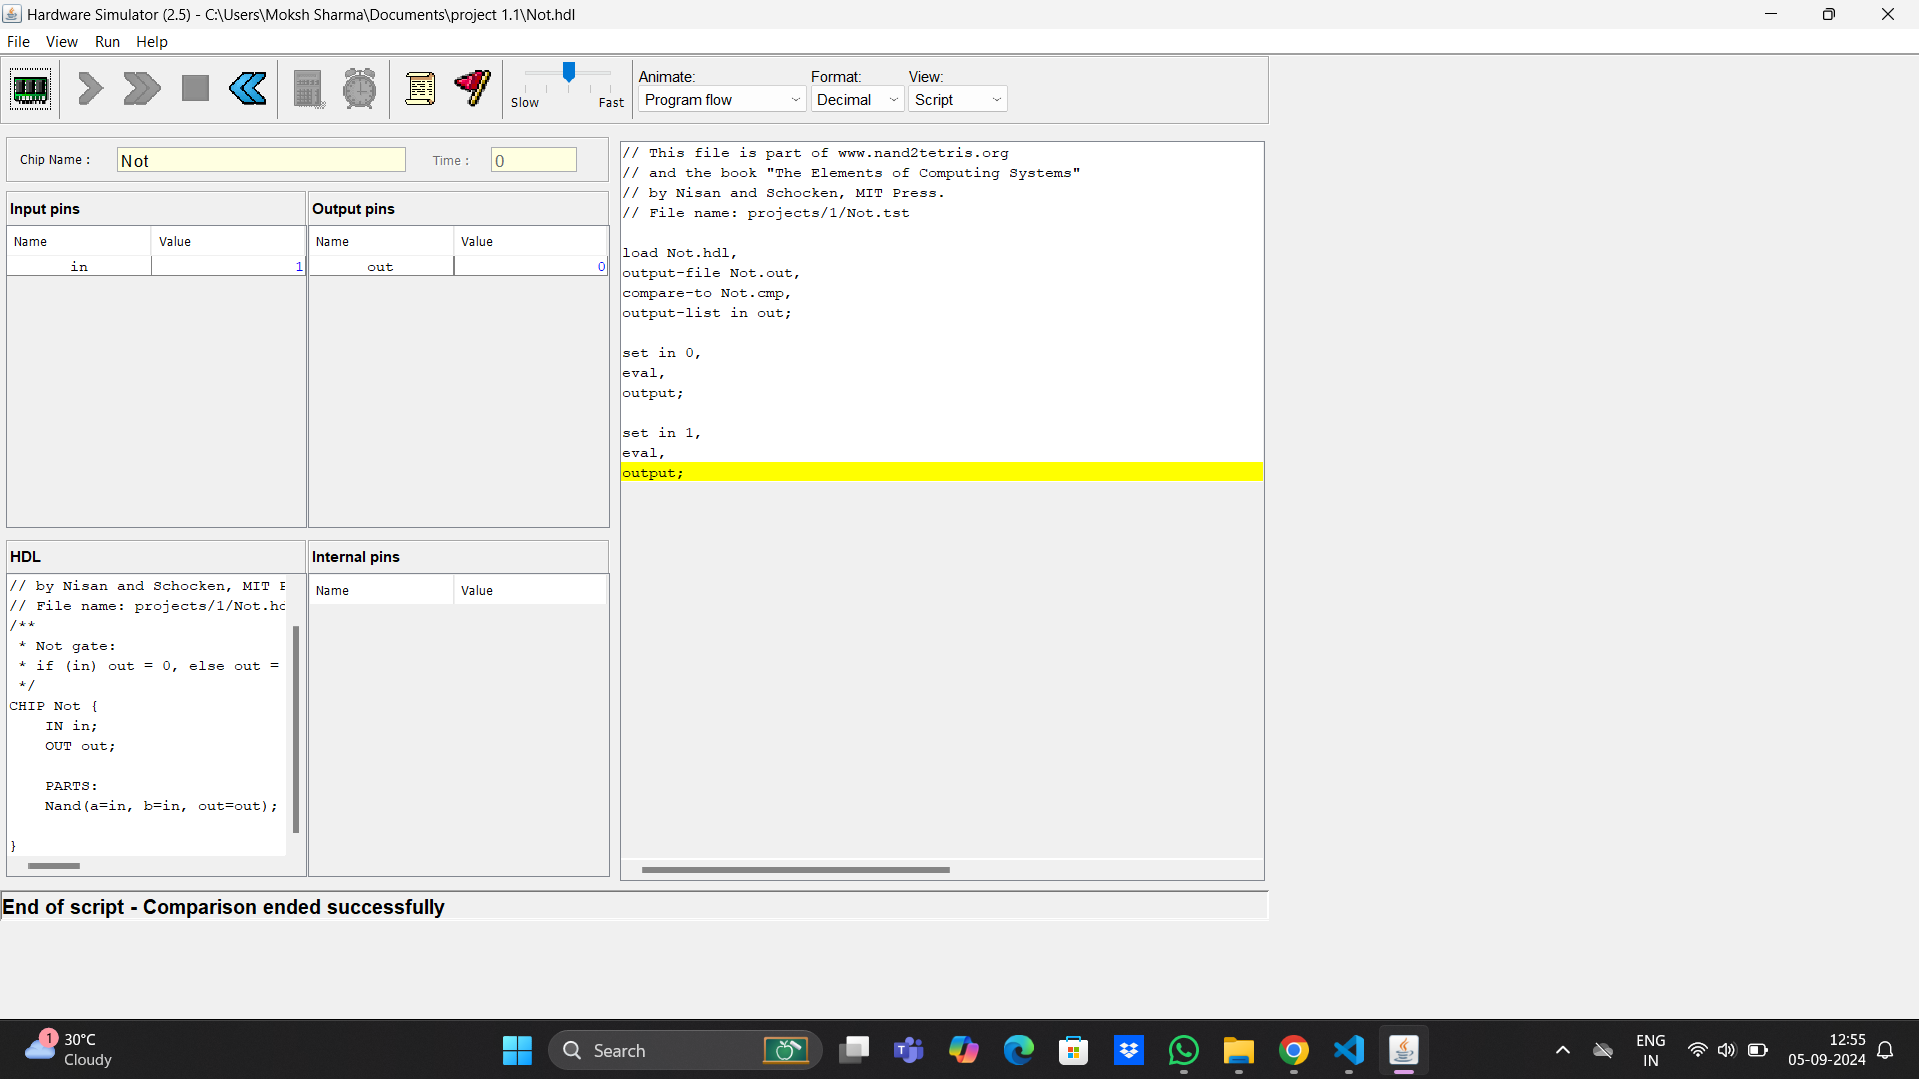 Hardware Simulator (2.5) - C:\Users\Moksh Sharma\Documents\project 1.1\Not.hdl
File View Run Help
Slow Fast
Animate: Format: View:
Program flow Decimal Script
Chip Name : Not Time : 0
Input pins Output pins
Name Value Name Value
in 1 out 0
// This file is part of www.nand2tetris.org
// and the book "The Elements of Computing Systems"
// by Nisan and Schocken, MIT Press.
// File name: projects/1/Not.tst
load Not.hdl,
output-file Not.out,
compare-to Not.cmp,
output-list in out;
set in 0,
eval,
output;
set in 1,
eval,
output;
HDL Internal pins
Name Value
// by Nisan and Schocken, MIT
// File name: projects/1/Not.
/**
* Not gate:
* if (in) out = 0, else out =
*/
CHIP Not {
IN in;
OUT out;
PARTS:
Nand(a=in, b=in, out=out);
}
End of script - Comparison ended successfully
1
30°C
Cloudy
Search
ENG
IN
12:55
05-09-2024